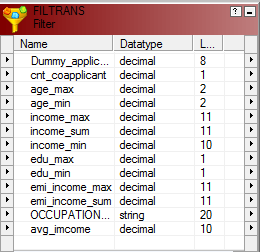 FILTRANS
Filter
Name Datatype L...
Dummy_applic... decimal 8
cnt_coapplicant decimal 1
age_max decimal 2
age_min decimal 2
income_max decimal 11
income_sum decimal 11
income_min decimal 10
edu_max decimal 1
edu_min decimal 1
emi_income_max decimal 11
emi_income_sum decimal 11
OCCUPATION... string 20
avg_imcome decimal 10